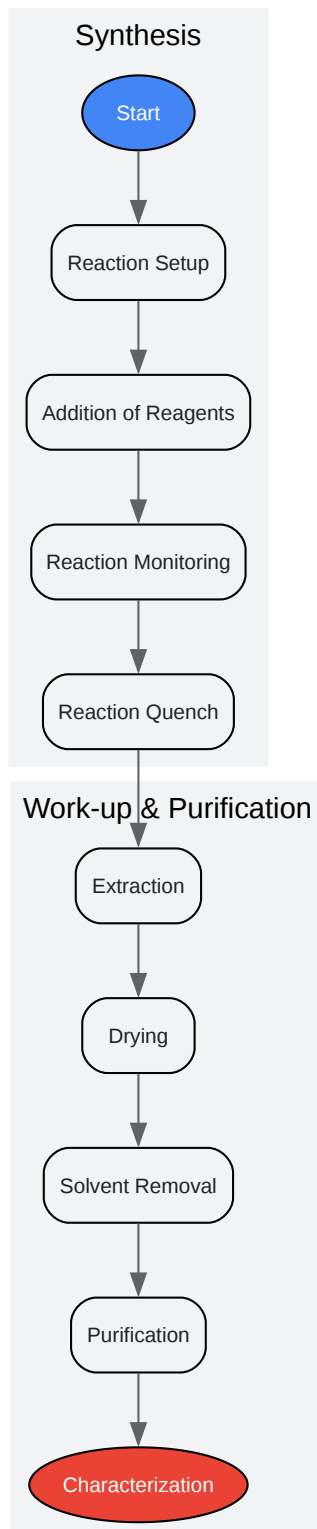 Synthesis
Start
Reaction Setup
Addition of Reagents
Reaction Monitoring
Reaction Quench
Work-up & Purification
Extraction
Drying
Solvent Removal
Purification
Characterization